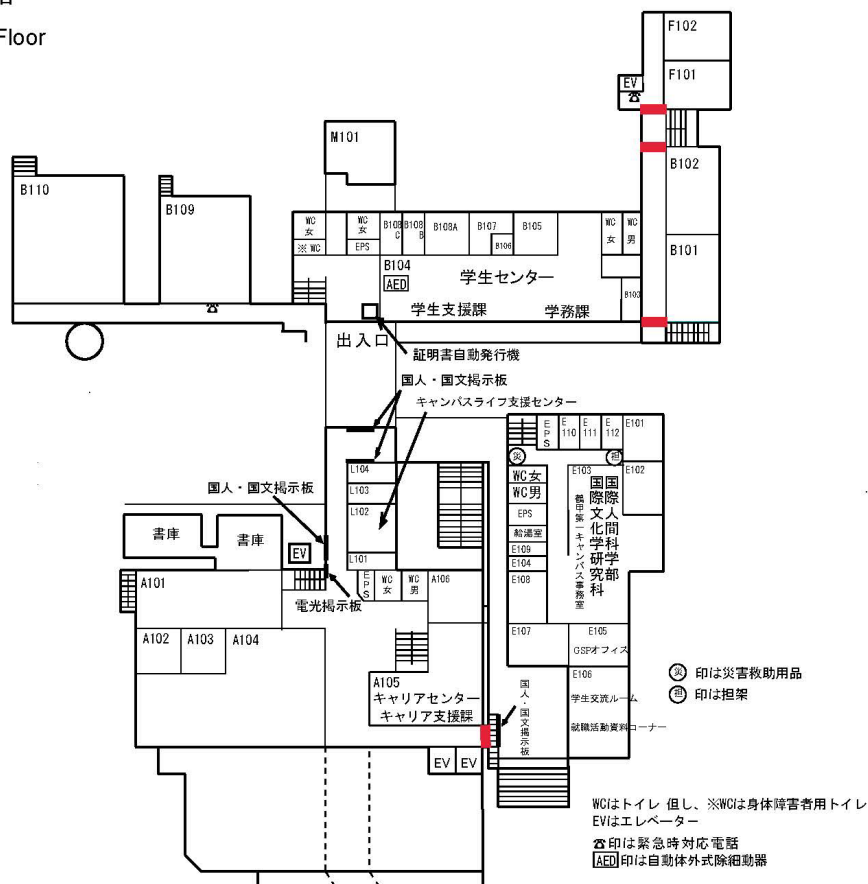 Floor
F102
F101
EV
☎
M101
B102
B110
B109
WC
女
※WC
WC
女
EPS
B108
C
B108
B
B108A
B107
B106
B105
WC
女
WC
男
B101
B104
AED
学生センター
B103
☎
学生支援課
学務課
出入口
証明書自動発行機
国人・国文掲示板
キャンパスライフ支援センター
EPS
E
110
E
111
E
112
E101
災
担
L104
L103
L102
L101
WC女
WC男
EPS
給湯室
E109
E104
E108
E103
国際人間科学部
国際文化学研究科
鶴甲第一キャンパス事務室
E102
国人・国文掲示板
書庫
書庫
EV
電光掲示板
A101
EPS
WC
女
WC
男
A106
A102
A103
A104
E107
E105
GSPオフィス
A105
キャリアセンター
キャリア支援課
国人・国文掲示板
E106
学生交流ルーム
就職活動資料コーナー
災 印は災害救助用品
担 印は担架
EV
EV
WCはトイレ 但し、※WCは身体障害者用トイレ
EVはエレベーター
☎印は緊急時対応電話
AED印は自動体外式除細動器